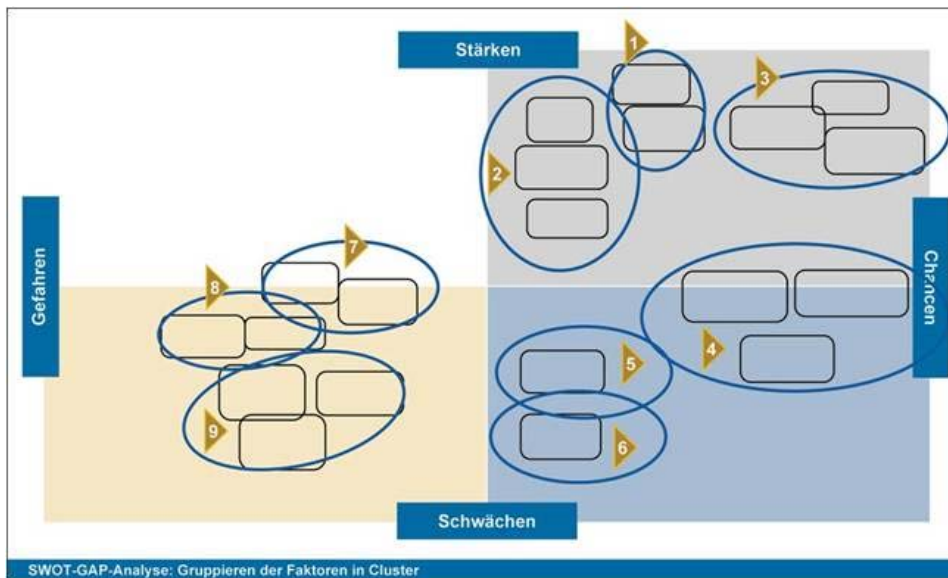 Stärken
1
3
2
Gefahren
Chancen
7
8
4
5
9
6
Schwächen
SWOT-GAP-Analyse: Gruppieren der Faktoren in Cluster